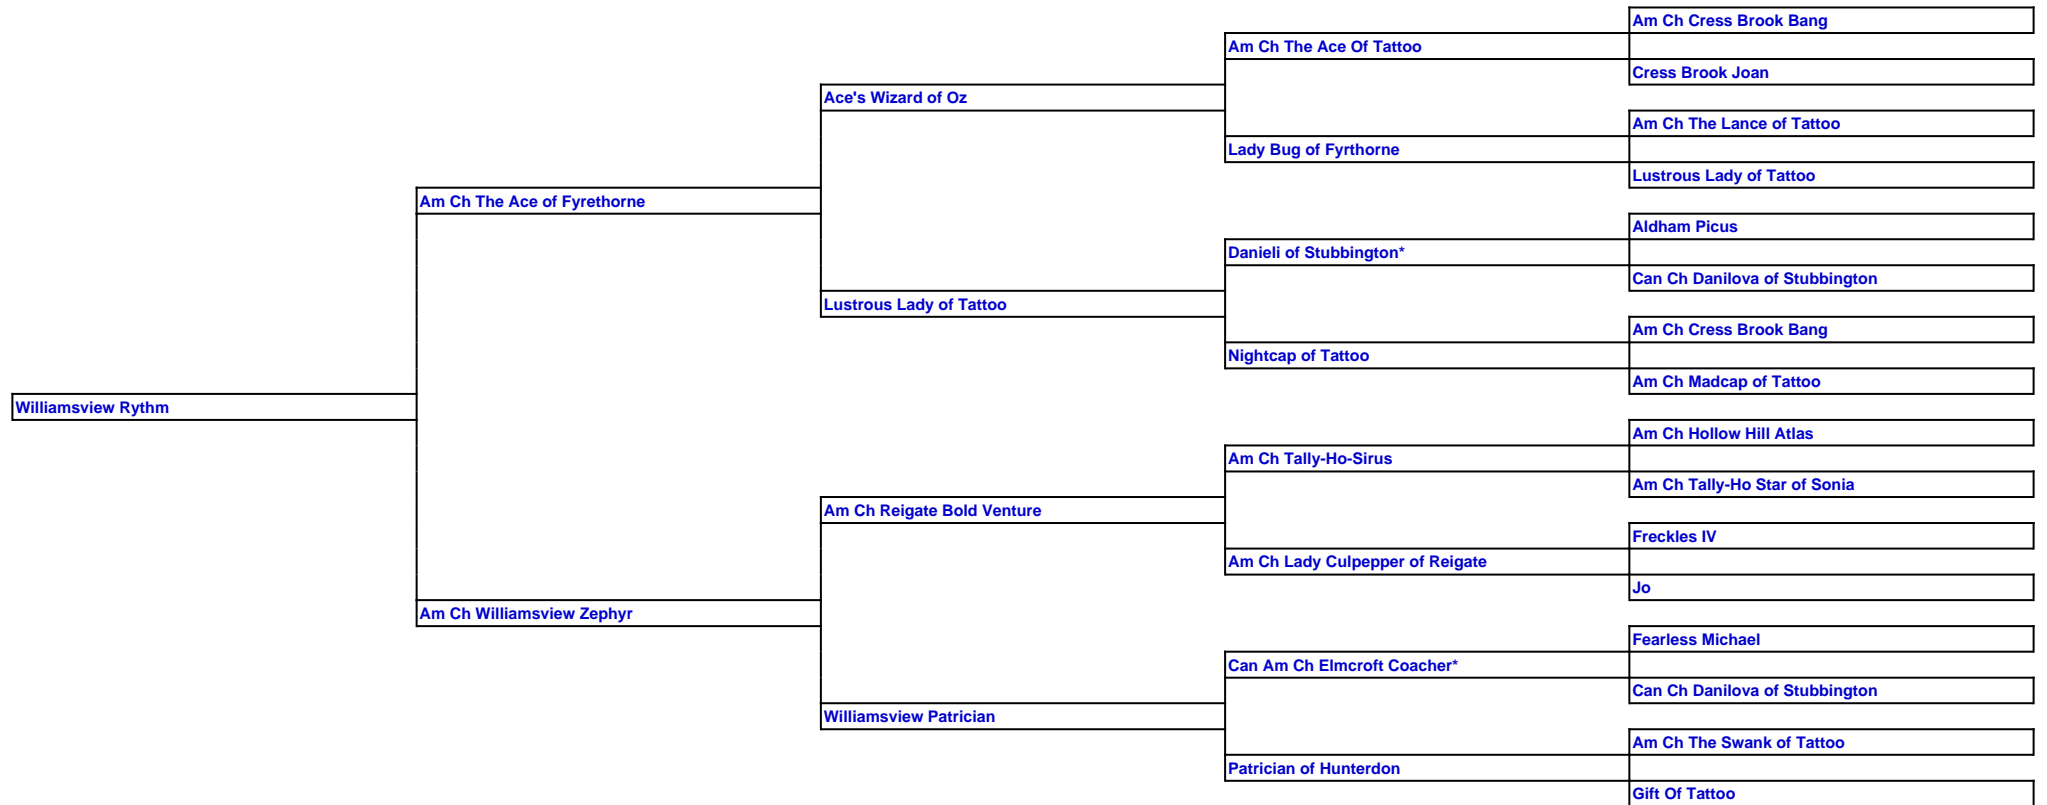 Am Ch Cress Brook Bang
Am Ch The Ace Of Tattoo
Cress Brook Joan
Ace's Wizard of Oz
Am Ch The Lance of Tattoo
Lady Bug of Fyrthorne
Lustrous Lady of Tattoo
Am Ch The Ace of Fyrethorne
Aldham Picus
Danieli of Stubbington*
Can Ch Danilova of Stubbington
Lustrous Lady of Tattoo
Am Ch Cress Brook Bang
Nightcap of Tattoo
Am Ch Madcap of Tattoo
Williamsview Rythm
Am Ch Hollow Hill Atlas
Am Ch Tally-Ho-Sirus
Am Ch Tally-Ho Star of Sonia
Am Ch Reigate Bold Venture
Freckles IV
Am Ch Lady Culpepper of Reigate
Jo
Am Ch Williamsview Zephyr
Fearless Michael
Can Am Ch Elmcroft Coacher*
Can Ch Danilova of Stubbington
Williamsview Patrician
Am Ch The Swank of Tattoo
Patrician of Hunterdon
Gift Of Tattoo